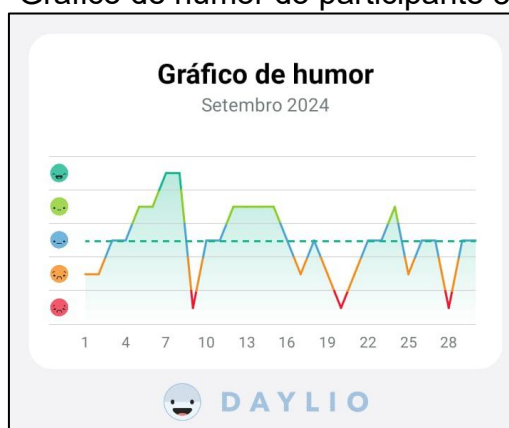 Gráfico de humor do participante
Gráfico de humor
Setembro 2024
1 4 7 10 13 16 19 22 25 28
DAYLIO